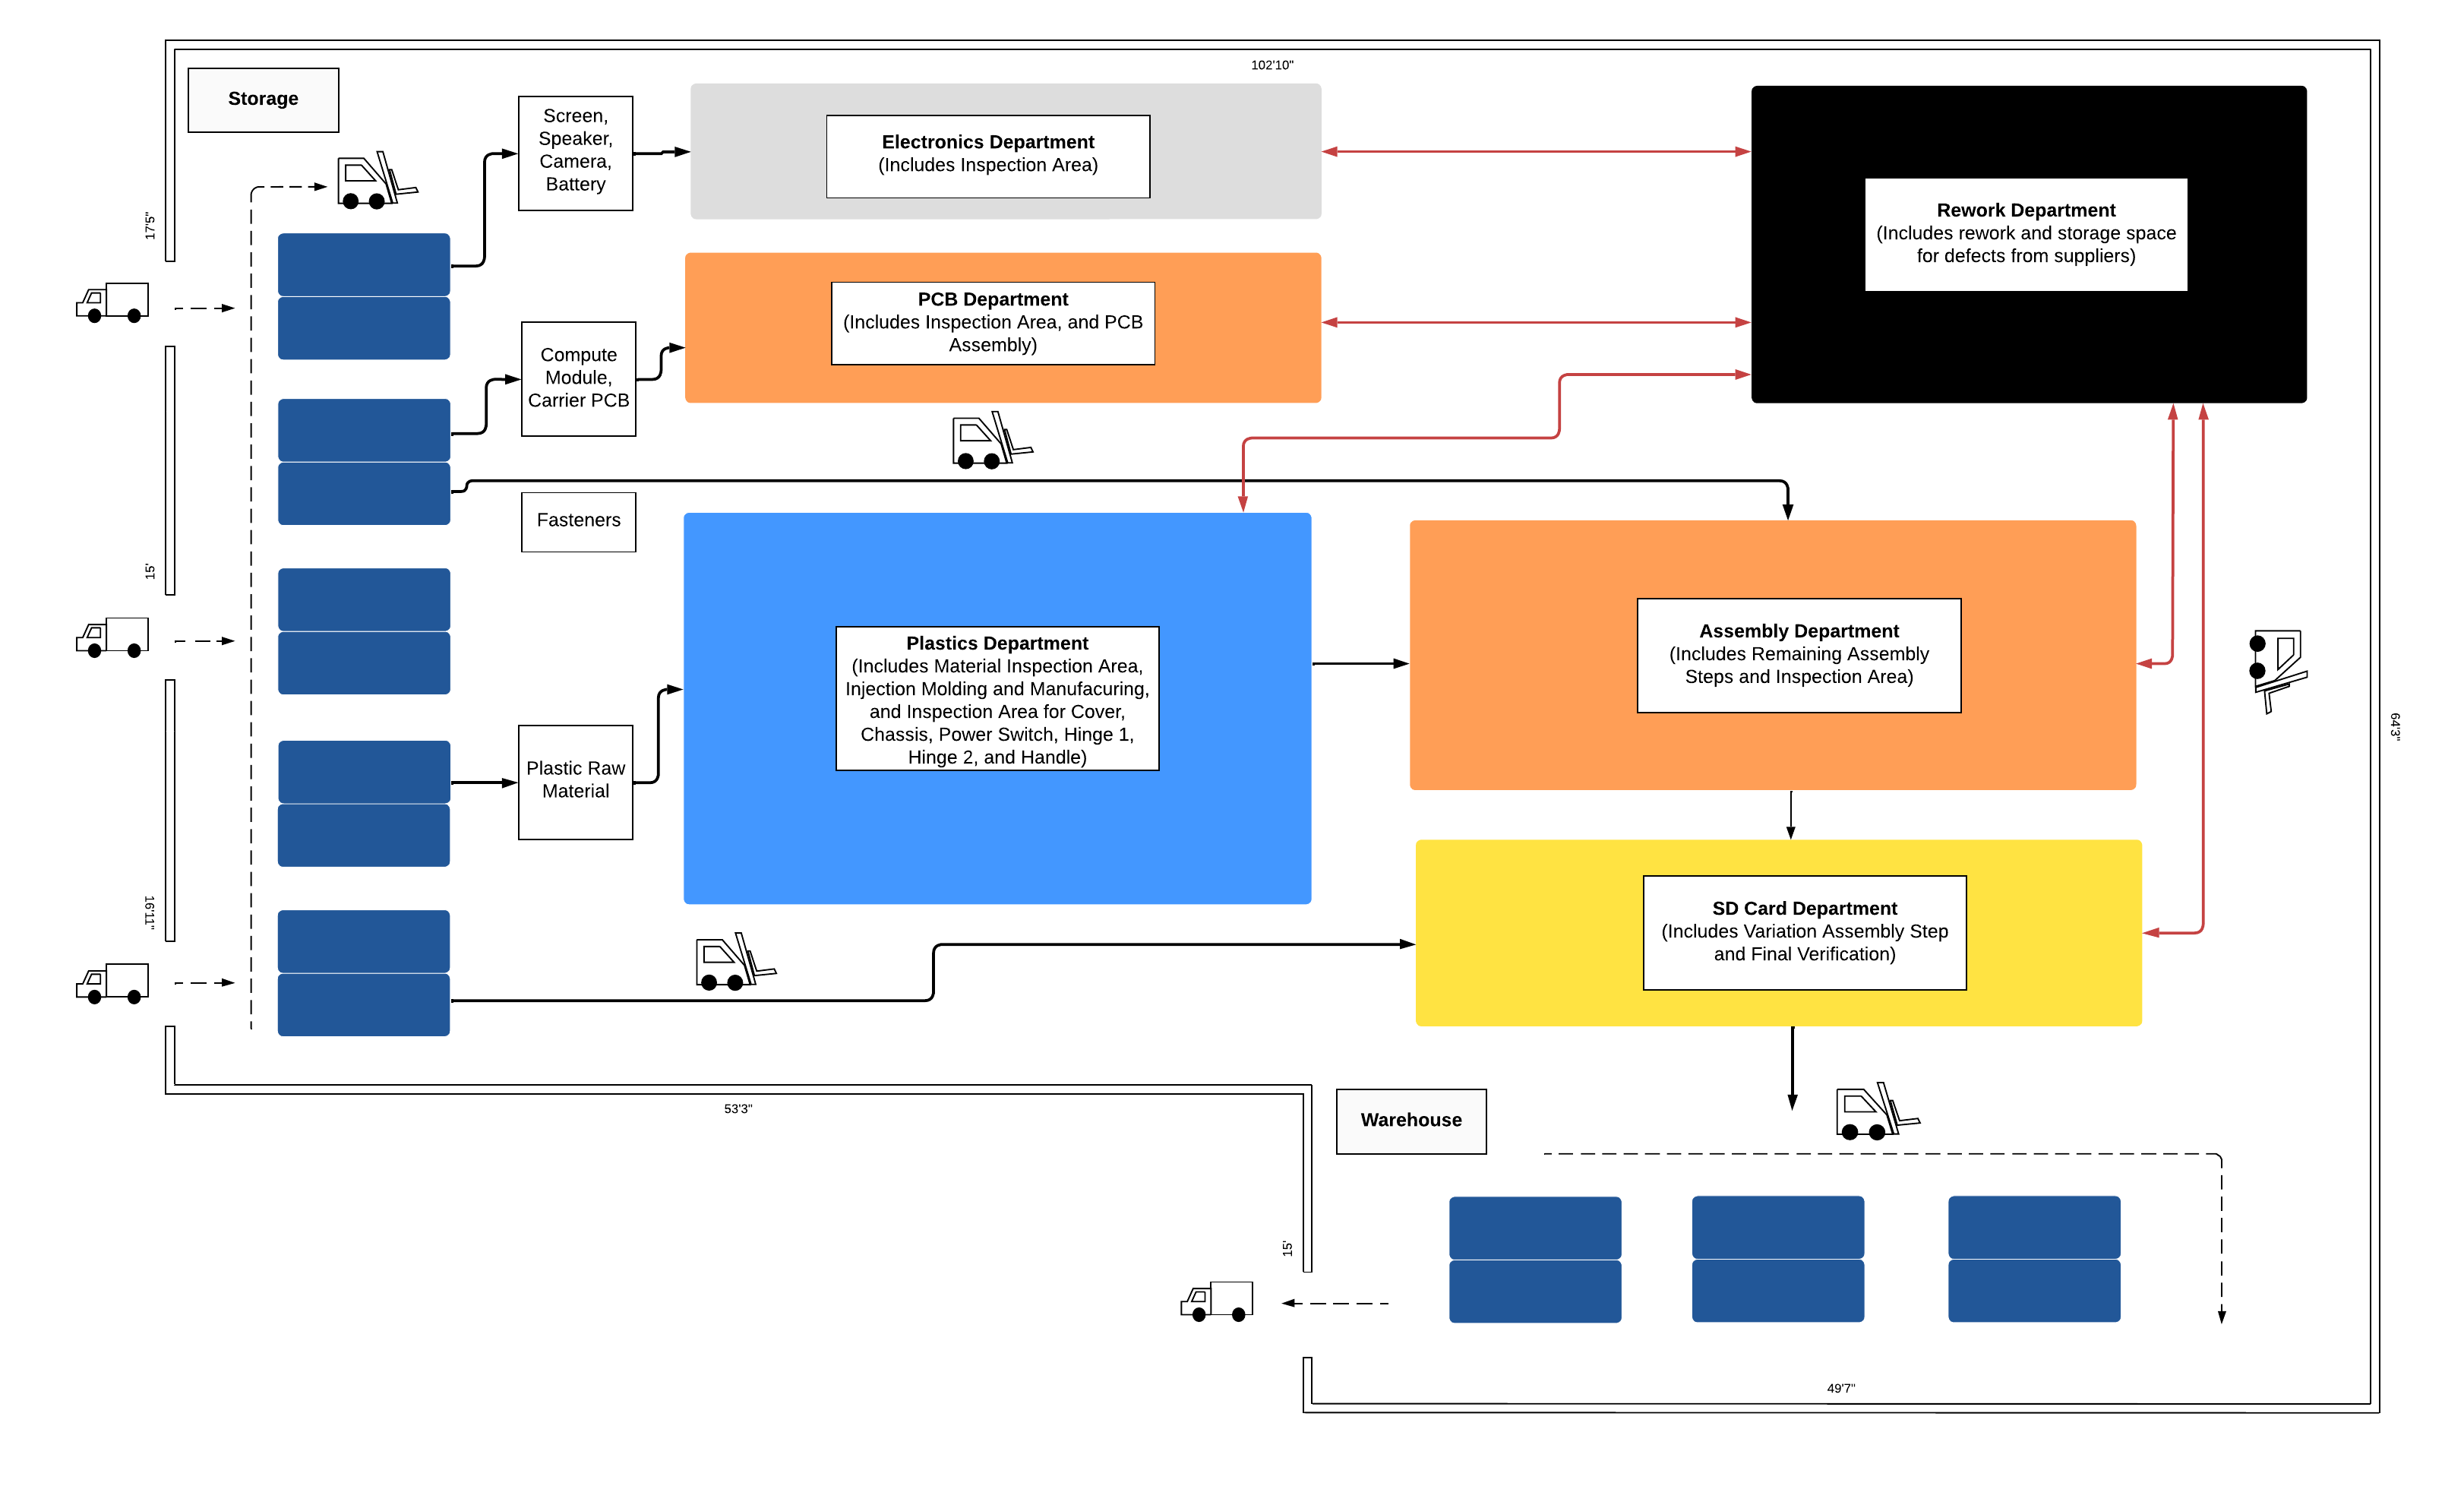 102'10"
Storage
Screen,
Speaker,
Camera,
Battery
Electronics Department
(Includes Inspection Area)
Rework Department
(Includes rework and storage space
for defects from suppliers)
17'5"
PCB Department
(Includes Inspection Area, and PCB
Assembly)
Compute
Module,
Carrier PCB
Fasteners
15'
Plastics Department
(Includes Material Inspection Area,
Injection Molding and Manufacuring,
and Inspection Area for Cover,
Chassis, Power Switch, Hinge 1,
Hinge 2, and Handle)
Assembly Department
(Includes Remaining Assembly
Steps and Inspection Area)
64'3"
Plastic Raw
Material
16'11"
SD Card Department
(Includes Variation Assembly Step
and Final Verification)
53'3"
Warehouse
15'
49'7"